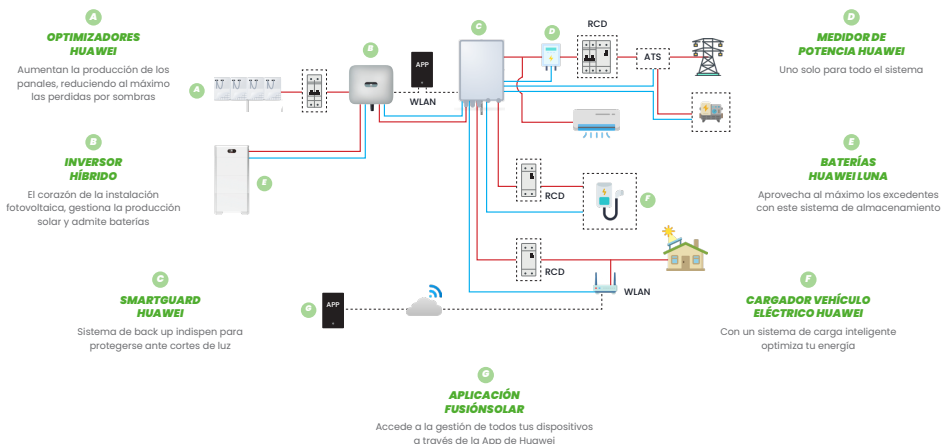 A
OPTIMIZADORES
HUAWEI
Aumentan la producción de los
panales, reduciendo al máximo
las perdidas por sombras
B
INVERSOR
HÍBRIDO
El corazón de la instalación
fotovoltaica, gestiona la producción
solar y admite baterías
C
SMARTGUARD
HUAWEI
Sistema de back up indispen para
protegerse ante cortes de luz
A
B
APP
WLAN
C
D
RCD
ATS
E
RCD
F
RCD
WLAN
G
APP
D
MEDIDOR DE
POTENCIA HUAWEI
Uno solo para todo el sistema
E
BATERÍAS
HUAWEI LUNA
Aprovecha al máximo los excedentes
con este sistema de almacenamiento
F
CARGADOR VEHÍCULO
ELÉCTRICO HUAWEI
Con un sistema de carga inteligente
optimiza tu energía
G
APLICACIÓN
FUSIÓNSOLAR
Accede a la gestión de todos tus dispositivos
a través de la App de Huawei